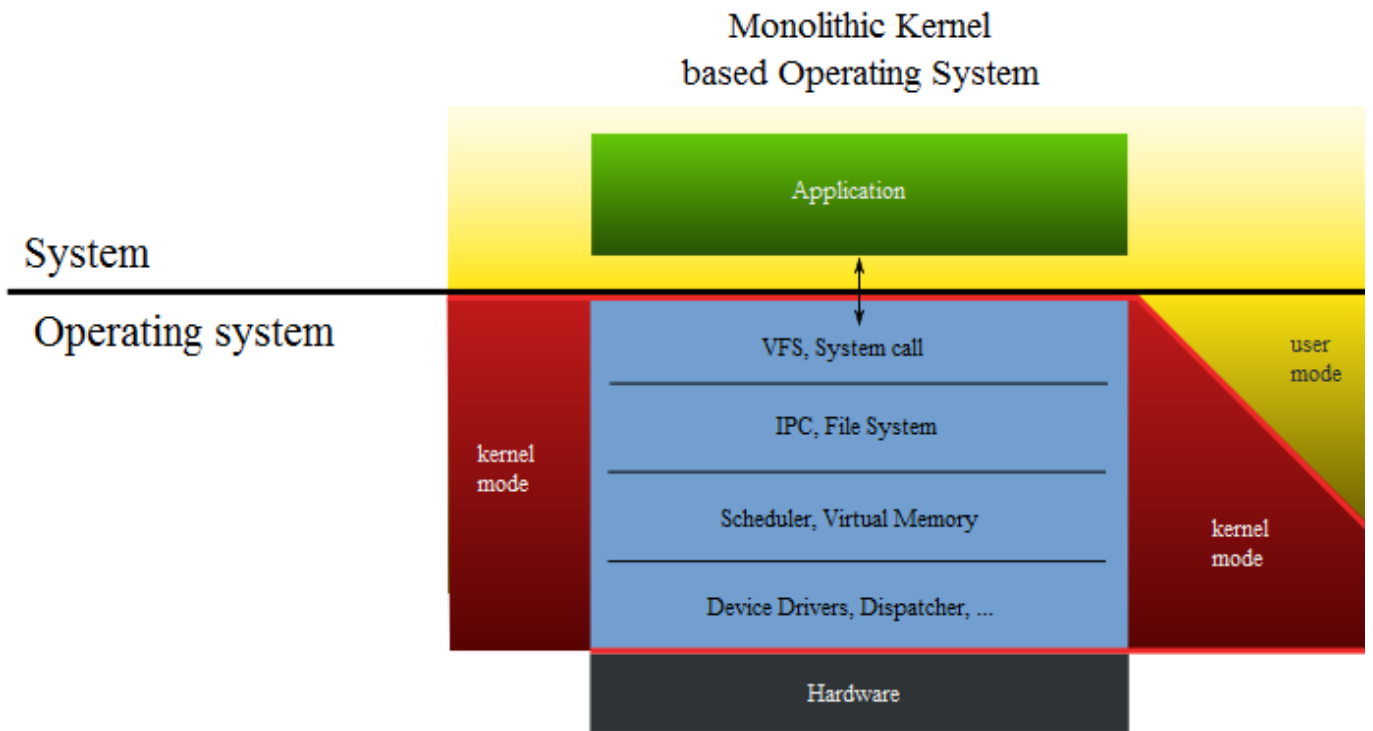 Monolithic Kernel
based Operating System
Application
System
Operating system
VFS, System call
user
mode
IPC, File System
kernel
mode
Scheduler, Virtual Memory
kernel
mode
Device Drivers, Dispatcher, ...
Hardware